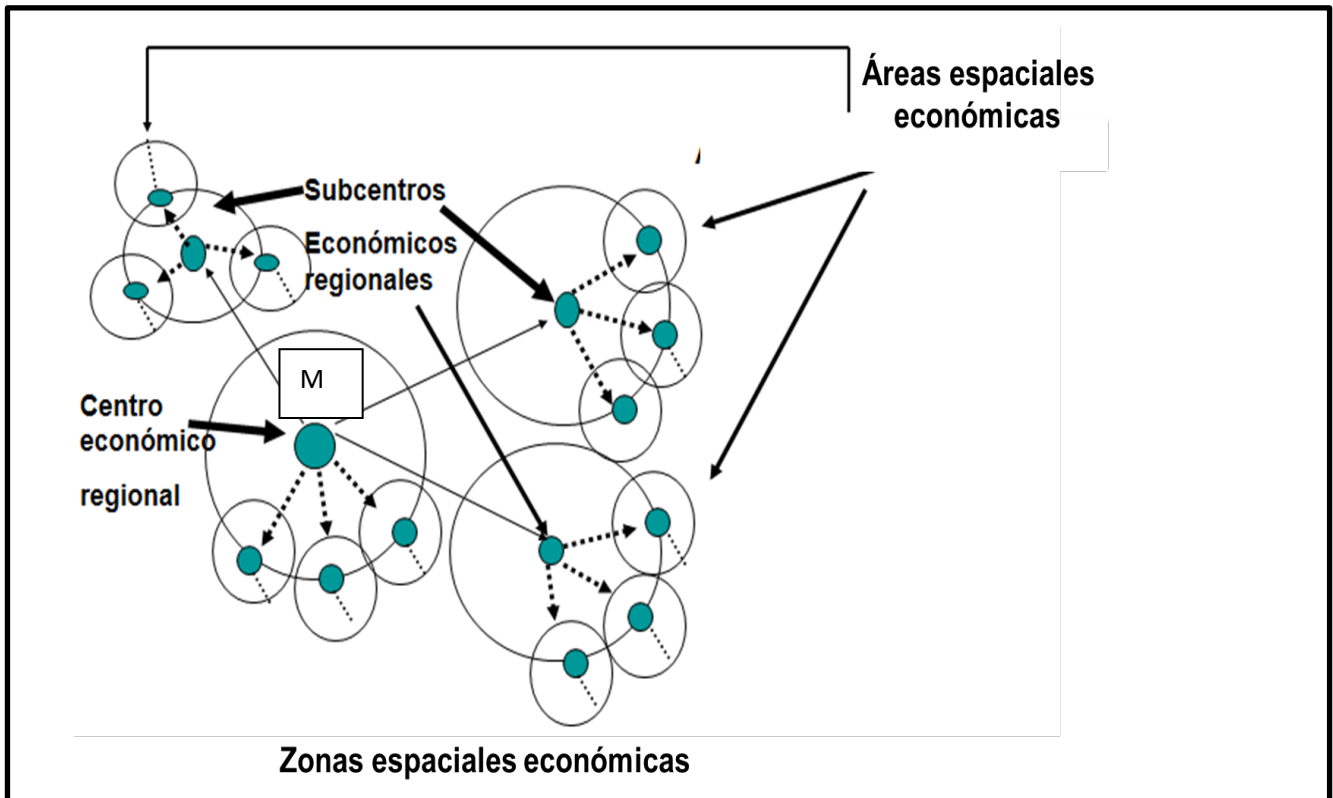 Áreas espaciales
económicas
Subcentros
Económicos
regionales
M
Centro
económico
regional
Zonas espaciales económicas